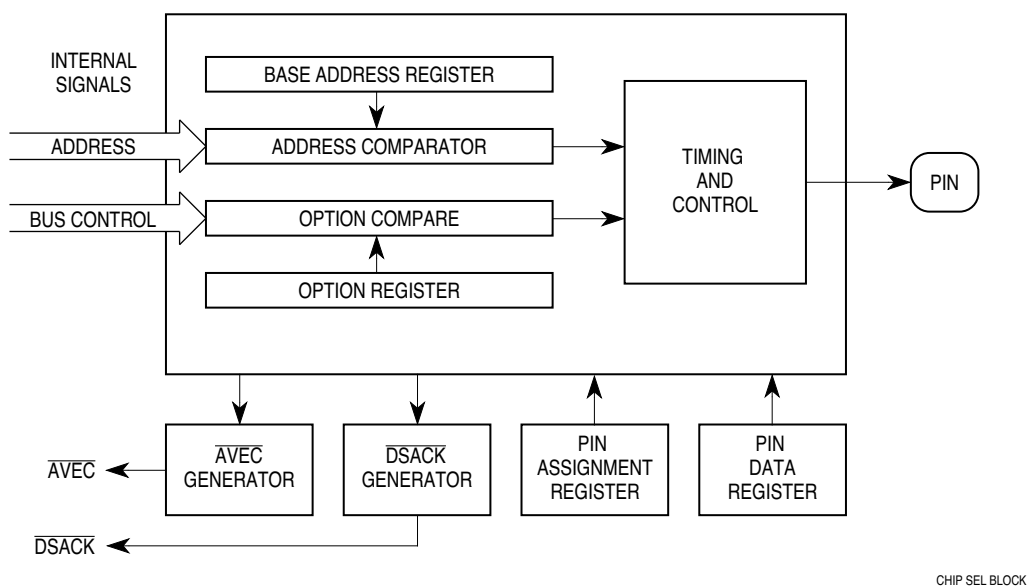 INTERNAL
SIGNALS
BASE ADDRESS REGISTER
ADDRESS
ADDRESS COMPARATOR
TIMING
AND
CONTROL
PIN
BUS CONTROL
OPTION COMPARE
OPTION REGISTER
AVEC
AVEC
GENERATOR
DSACK
GENERATOR
PIN
ASSIGNMENT
REGISTER
PIN
DATA
REGISTER
DSACK
CHIP SEL BLOCK